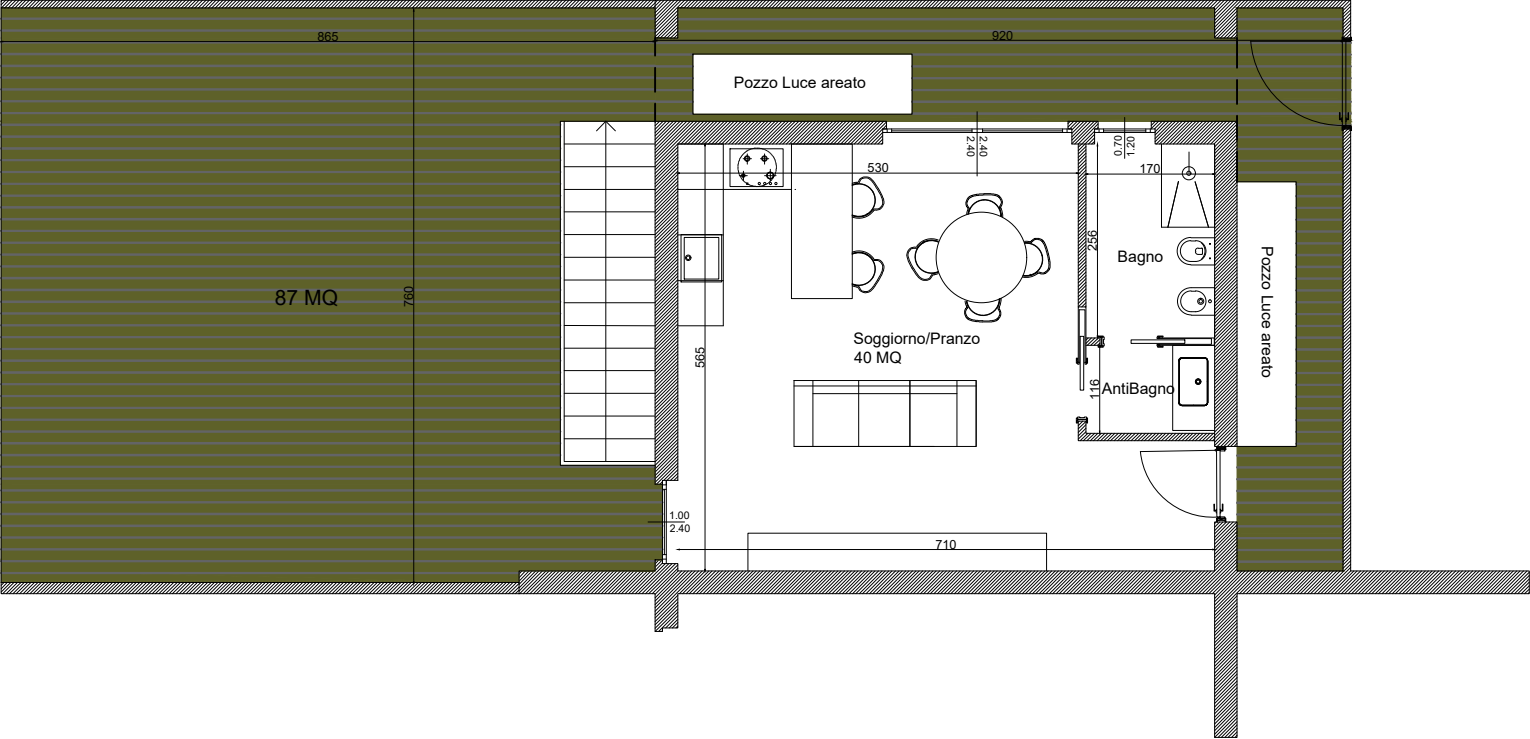 865
920
Pozzo Luce areato
2.40
2.40
0.70
1.20
530
170
256
Bagno
Pozzo Luce areato
87 MQ
760
Soggiorno/Pranzo
40 MQ
565
116
AntiBagno
1.00
2.40
710